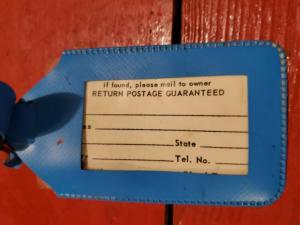 If found, please mail to owner
RETURN POSTAGE GUARANTEED
State
Tel. No.